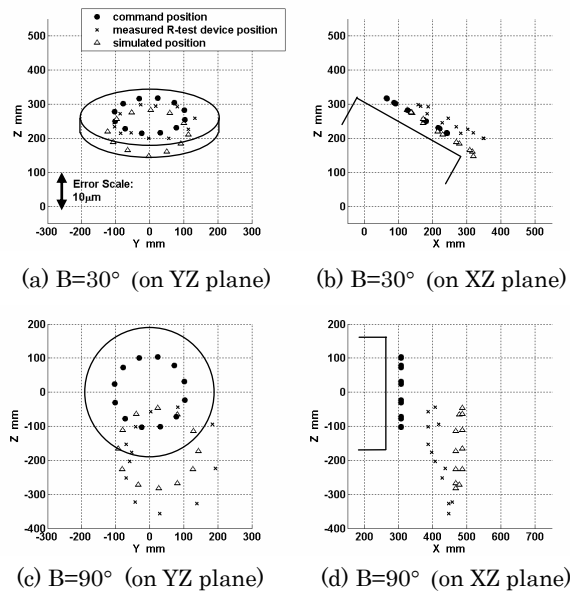 command position
measured R-test device position
simulated position
500
400
300
200
100
0
Z mm
Error Scale:
10μm
-300 -200 -100 0 100 200 300
Y mm
(a) B=30° (on YZ plane)
500
400
300
200
100
0
Z mm
0 100 200 300 400 500
X mm
(b) B=30° (on XZ plane)
200
100
0
-100
-200
-300
-400
Z mm
-300 -200 -100 0 100 200 300
Y mm
(c) B=90° (on YZ plane)
200
100
0
-100
-200
-300
-400
Z mm
200 300 400 500 600 700
X mm
(d) B=90° (on XZ plane)